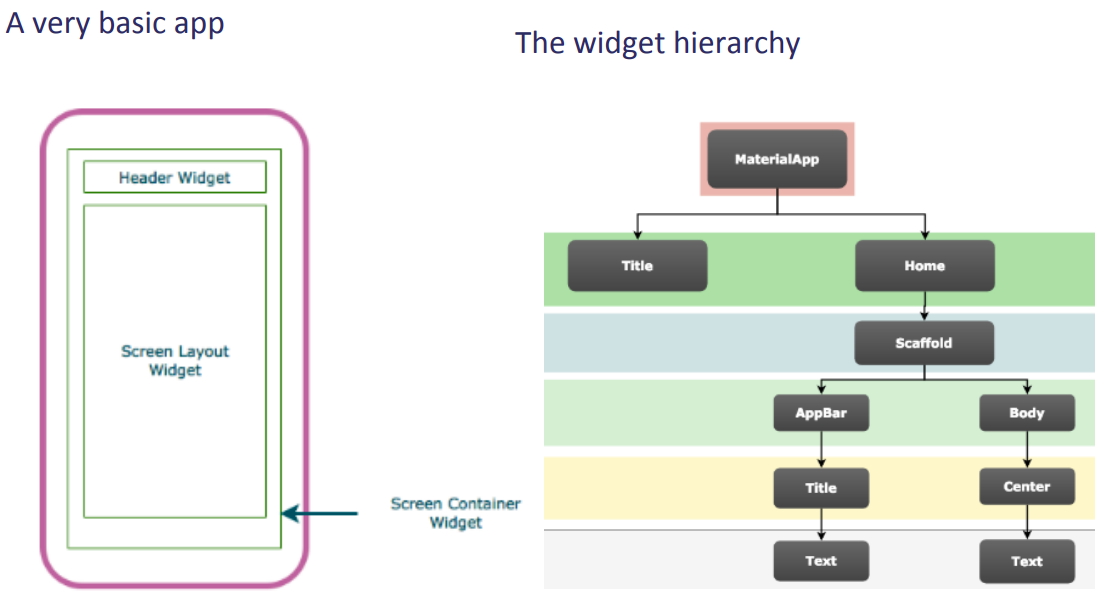 A very basic app
The widget hierarchy
Header Widget
Screen Layout
Widget
Screen Container
Widget
MaterialApp
Title
Home
Scaffold
AppBar
Body
Title
Center
Text
Text